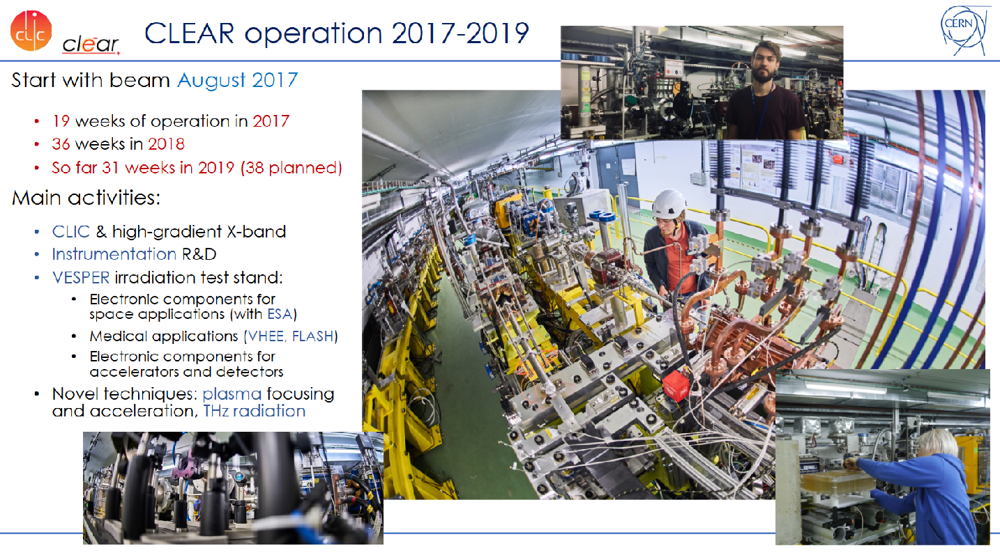 CLIC
clear
CLEAR operation 2017-2019
CERN
Start with beam August 2017
• 19 weeks of operation in 2017
• 36 weeks in 2018
• So far 31 weeks in 2019 (38 planned)
Main activities:
• CLIC & high-gradient X-band
• Instrumentation R&D
• VESPER irradiation test stand:
• Electronic components for
space applications (with ESA)
• Medical applications (VHEE, FLASH)
• Electronic components for
accelerators and detectors
• Novel techniques: plasma focusing
and acceleration, THz radiation